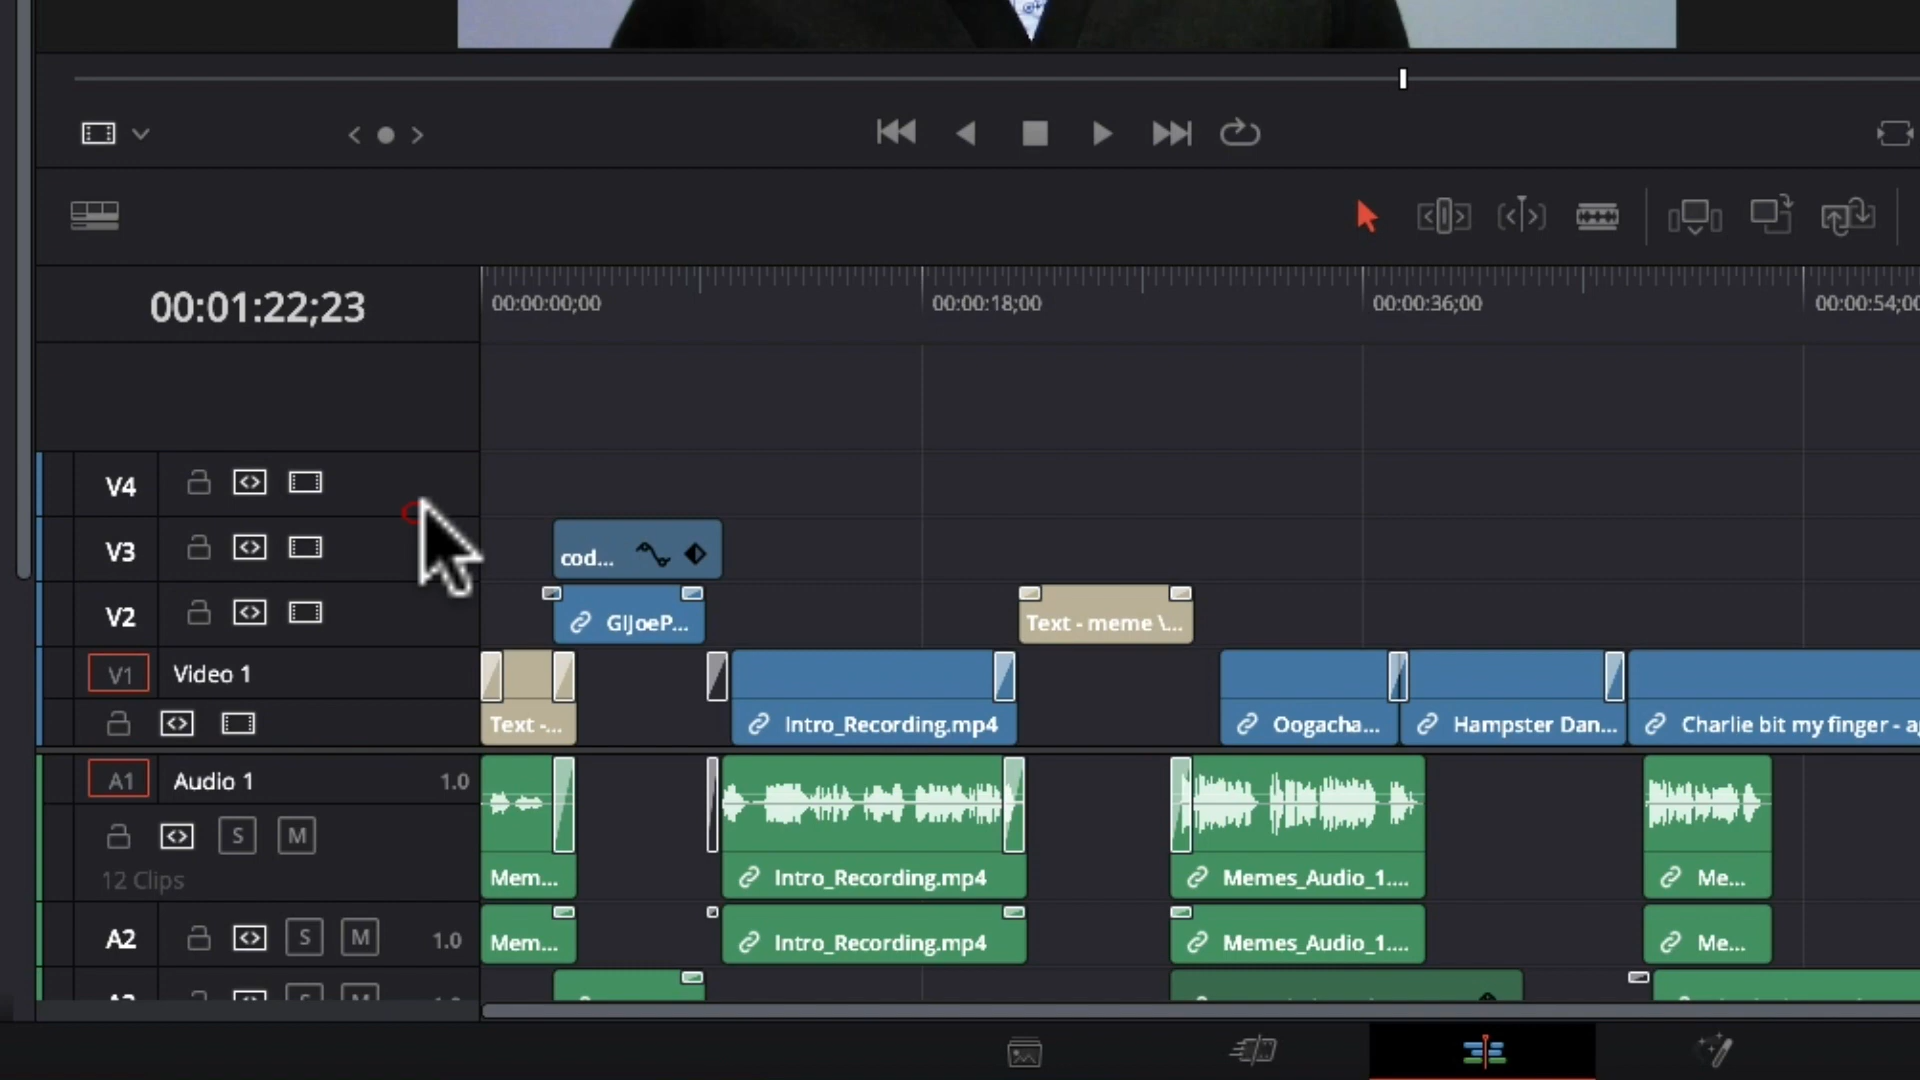 00:01:22;23
00:00:00;00 00:00:18;00 00:00:36;00 00:00:54;00
V4
V3 cod...
V2 GIJoeP... Text - meme \...
V1 Video 1
Text -... Intro_Recording.mp4 Oogacha... Hampster Dan... Charlie bit my finger - a
A1 Audio 1 1.0
S M
12 Clips Mem... Intro_Recording.mp4 Memes_Audio_1.... Me...
A2 S M 1.0 Mem... Intro_Recording.mp4 Memes_Audio_1.... Me...